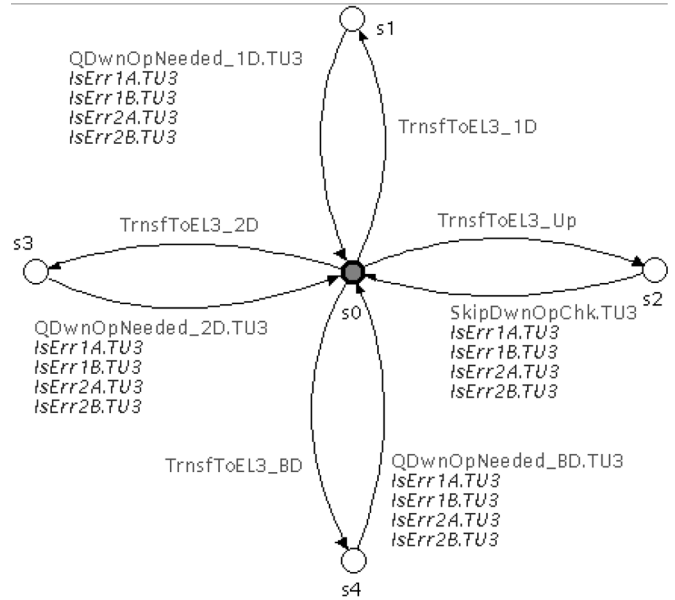 s1
QDwnOpNeeded_1D.TU3
IsErr1A.TU3
IsErr1B.TU3
IsErr2A.TU3
IsErr2B.TU3
TrnsfToEL3_1D
TrnsfToEL3_2D
TrnsfToEL3_Up
s3
s2
s0
QDwnOpNeeded_2D.TU3
IsErr1A.TU3
IsErr1B.TU3
IsErr2A.TU3
IsErr2B.TU3
SkipDwnOpChk.TU3
IsErr1A.TU3
IsErr1B.TU3
IsErr2A.TU3
IsErr2B.TU3
TrnsfToEL3_BD
QDwnOpNeeded_BD.TU3
IsErr1A.TU3
IsErr1B.TU3
IsErr2A.TU3
IsErr2B.TU3
s4